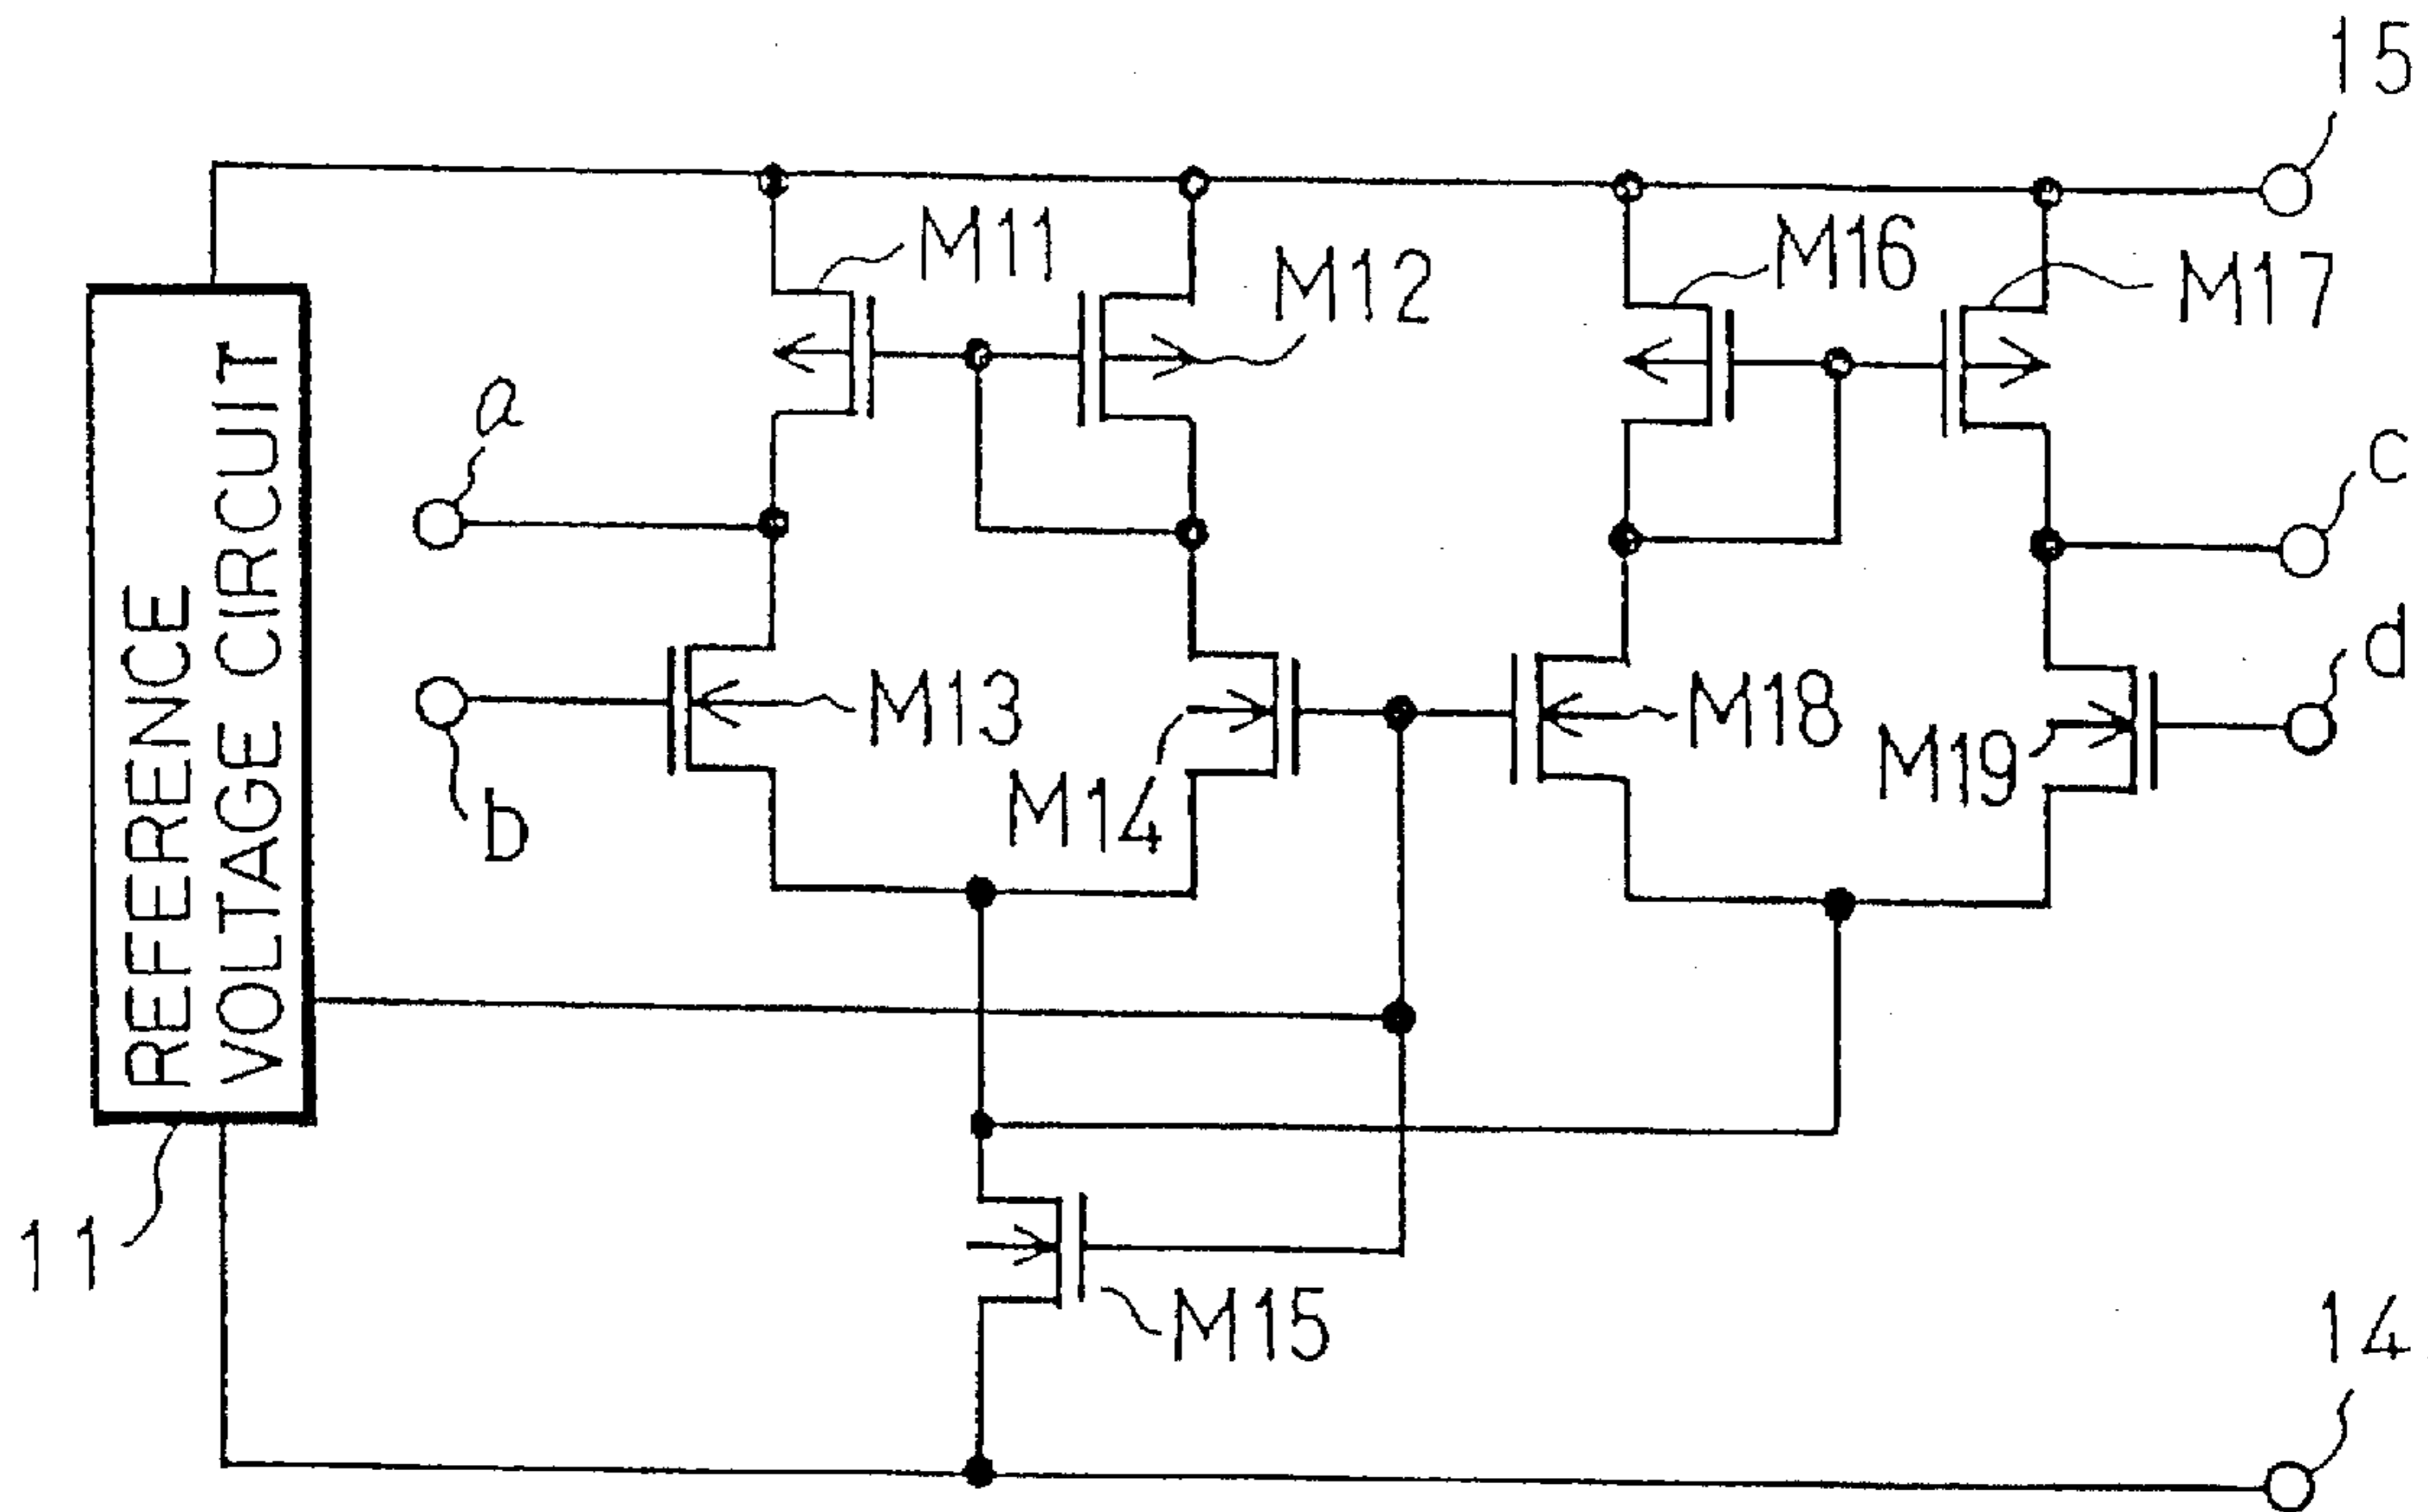 15
M11
M12
M16
M17
a
c
REFERENCE
VOLTAGE CIRCUIT
d
M13
M18
M14
M19
b
11
M15
14